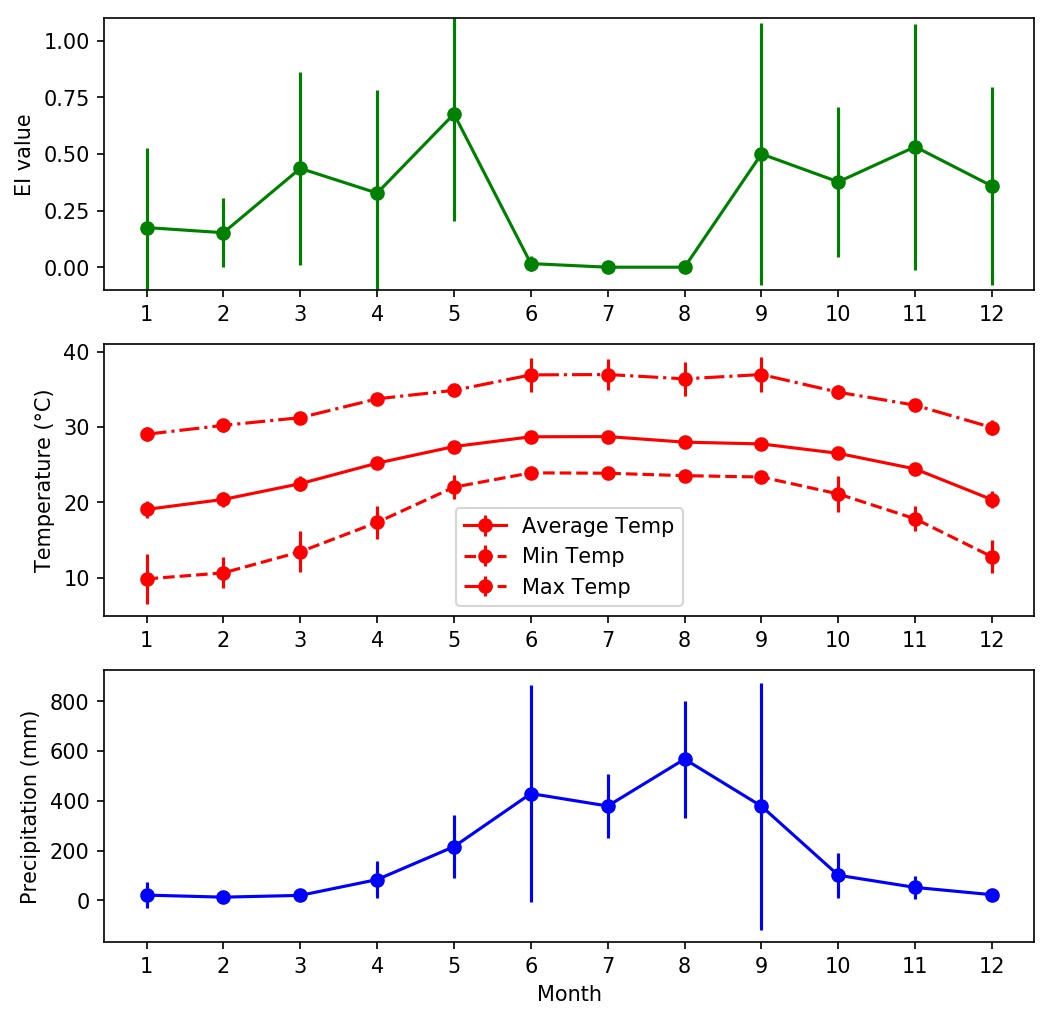 EI value
1.00
0.75
0.50
0.25
0.00
1 2 3 4 5 6 7 8 9 10 11 12
Temperature (°C)
40
30
20
10
Average Temp
Min Temp
Max Temp
1 2 3 4 5 6 7 8 9 10 11 12
Precipitation (mm)
800
600
400
200
0
1 2 3 4 5 6 7 8 9 10 11 12
Month